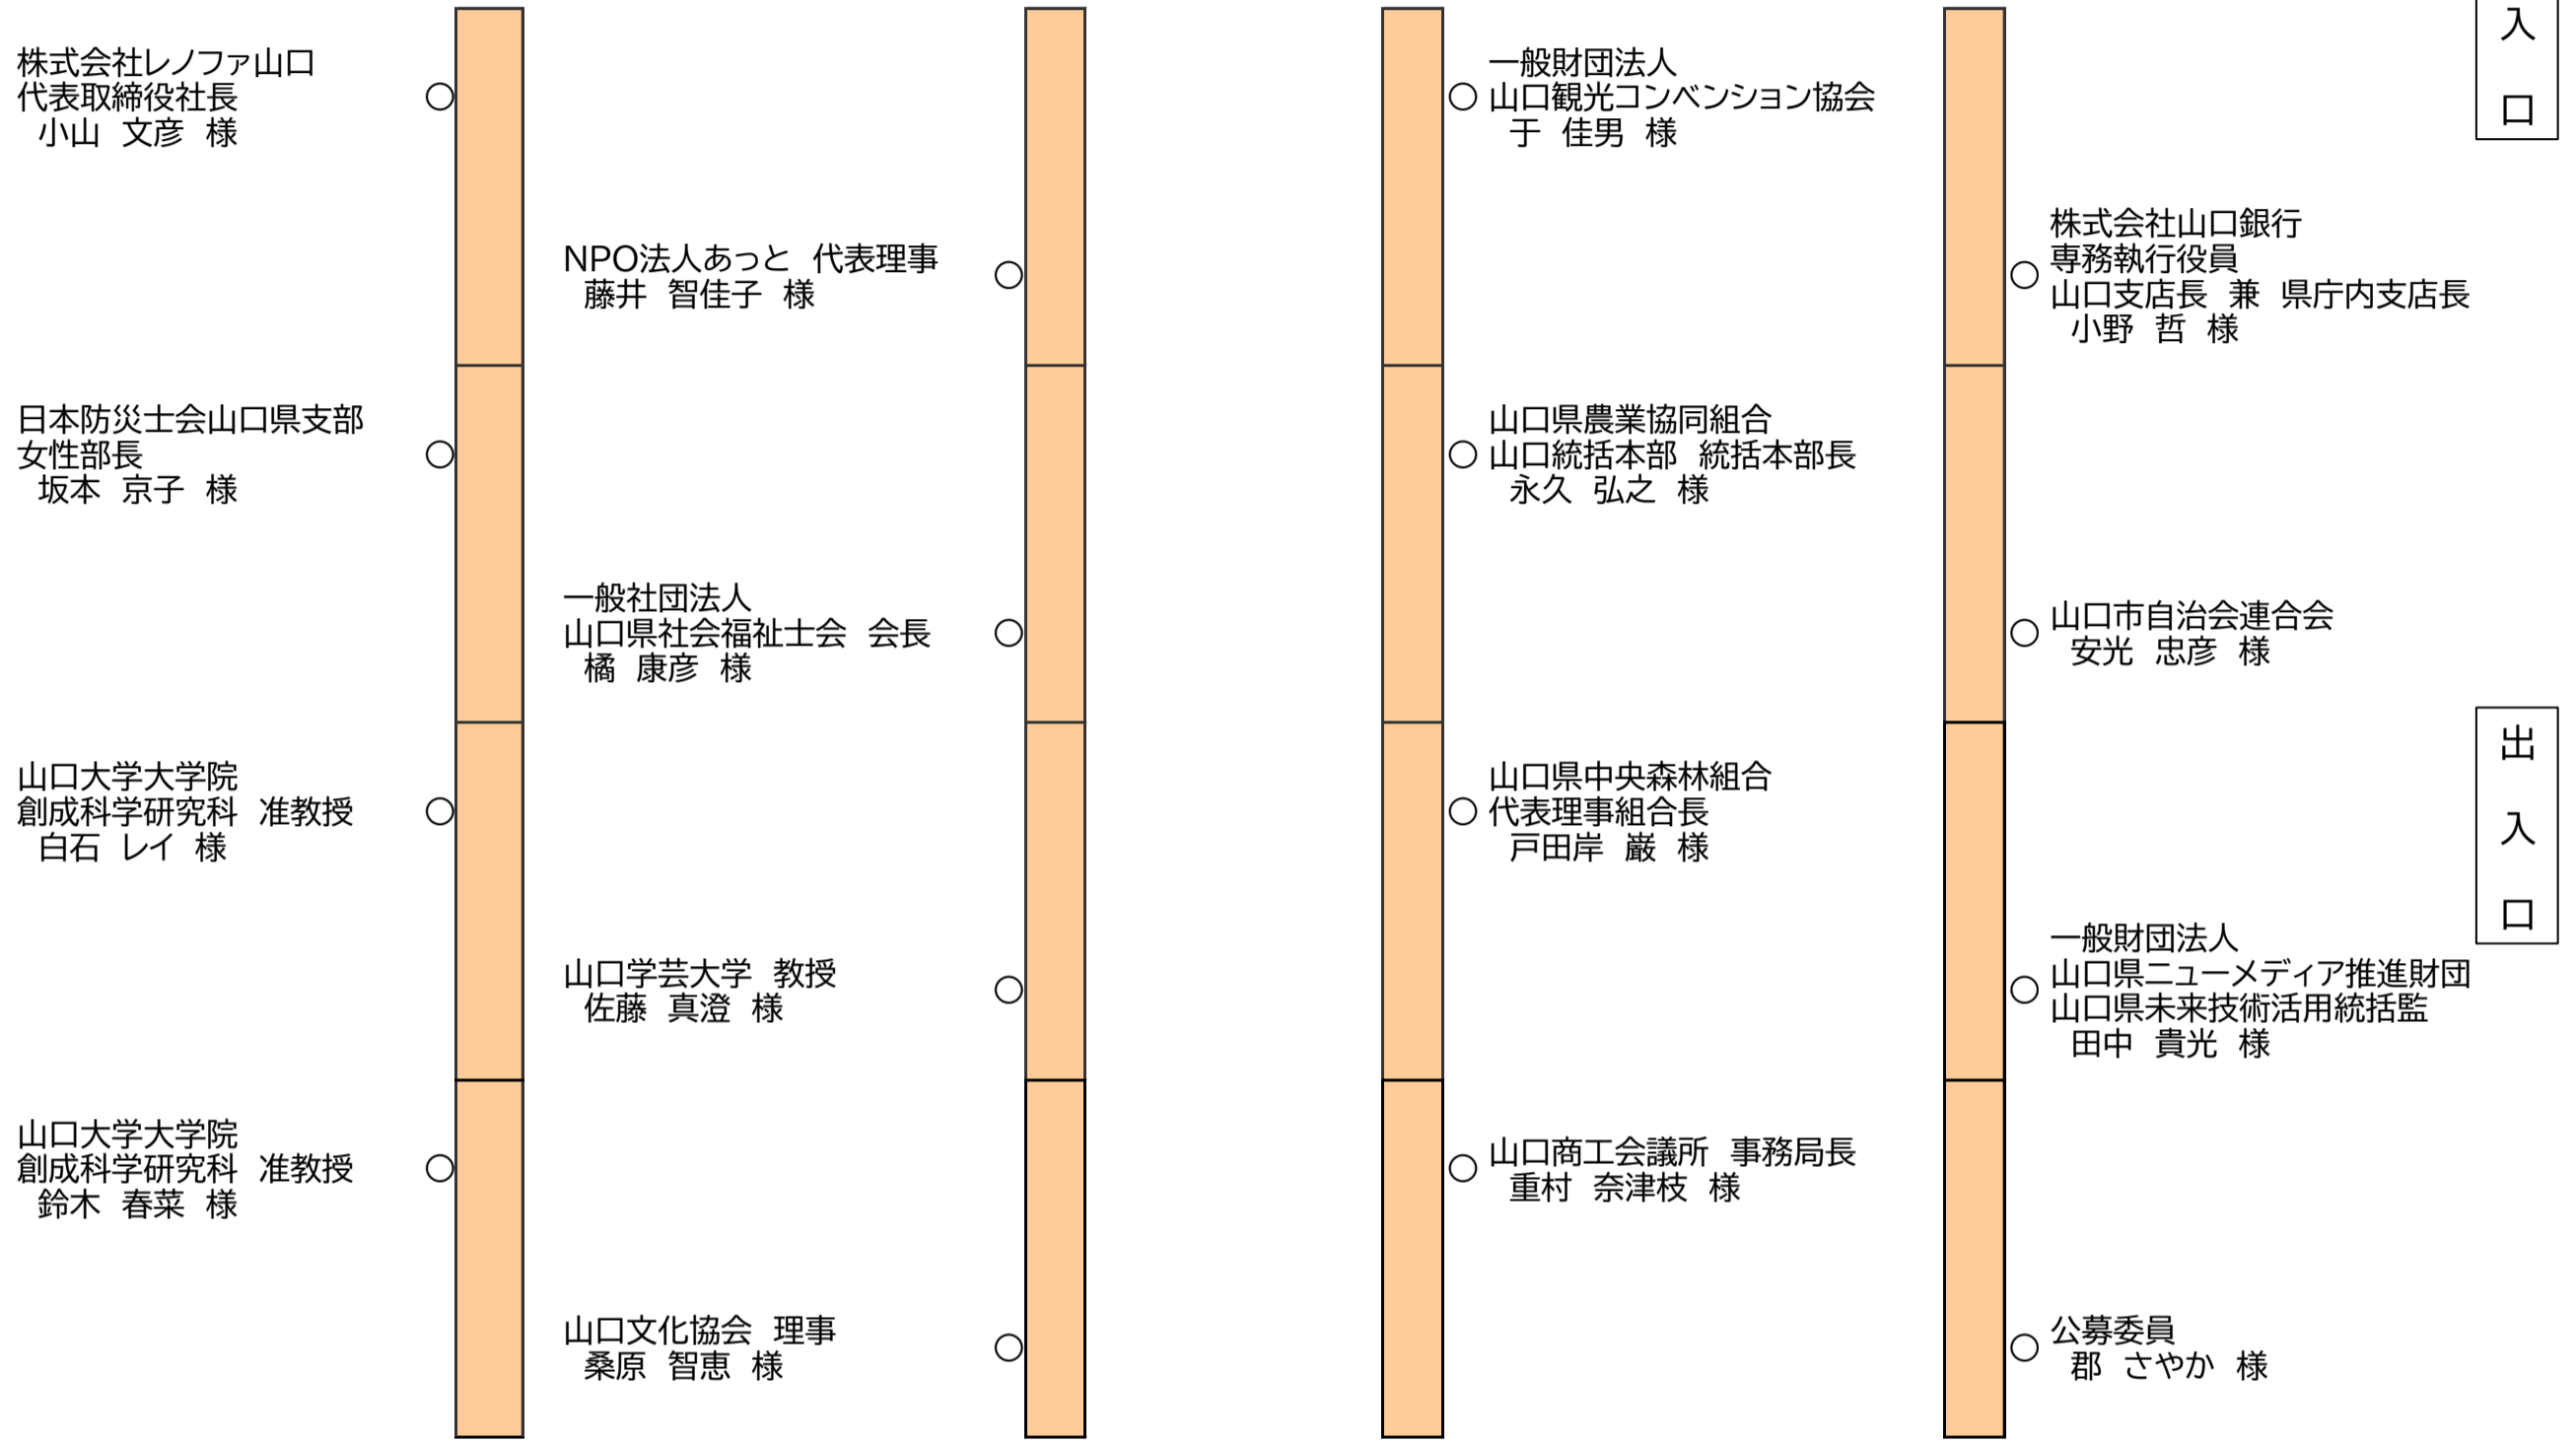 株式会社レノファ山口
代表取締役社長
小山 文彦 様
日本防災士会山口県支部
女性部長
坂本 京子 様
山口大学大学院
創成科学研究科 准教授
白石 レイ 様
山口大学大学院
創成科学研究科 准教授
鈴木 春菜 様
NPO法人あっと 代表理事
藤井 智佳子 様
一般社団法人
山口県社会福祉士会 会長
橘 康彦 様
山口学芸大学 教授
佐藤 真澄 様
山口文化協会 理事
桑原 智恵 様
一般財団法人
山口観光コンベンション協会
于 佳男 様
山口県農業協同組合
山口統括本部 統括本部長
永久 弘之 様
山口県中央森林組合
代表理事組合長
戸田岸 巌 様
山口商工会議所 事務局長
重村 奈津枝 様
株式会社山口銀行
専務執行役員
山口支店長 兼 県庁内支店長
小野 哲 様
山口市自治会連合会
安光 忠彦 様
一般財団法人
山口県ニューメディア推進財団
山口県未来技術活用統括監
田中 貴光 様
公募委員
郡 さやか 様
入口
出入口